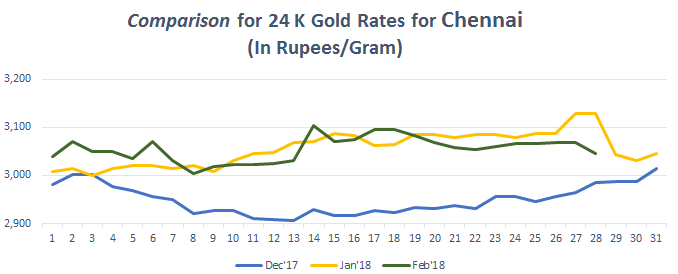 Comparison for 24 K Gold Rates for Chennai
(In Rupees/Gram)
3,200
3,100
3,000
2,900
1 2 3 4 5 6 7 8 9 10 11 12 13 14 15 16 17 18 19 20 21 22 23 24 25 26 27 28 29 30 31
Dec'17 Jan'18 Feb'18